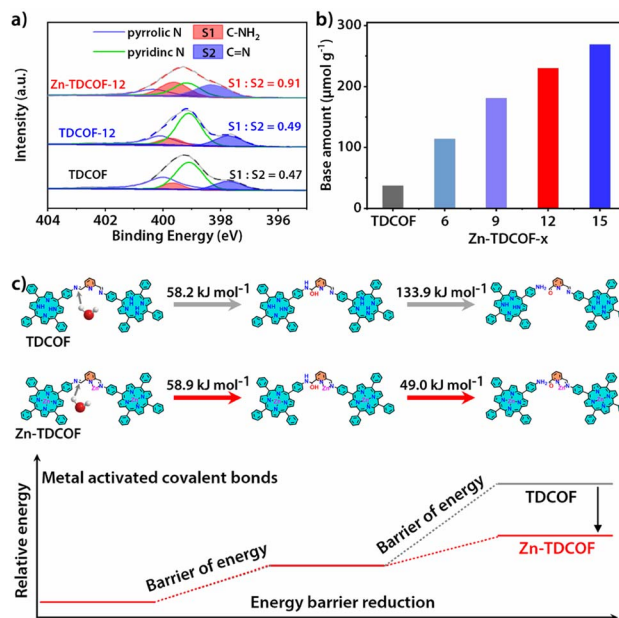 a)
pyrrolic N
S1
C-NH₂
pyridinc N
S2
C=N
Zn-TDCOF-12
S1 : S2 = 0.91
TDCOF-12
S1 : S2 = 0.49
TDCOF
S1 : S2 = 0.47
Intensity (a.u.)
404 402 400 398 396
Binding Energy (eV)
b)
Base amount (μmol g⁻¹)
300
200
100
0
TDCOF 6 9 12 15
Zn-TDCOF-x
c)
58.2 kJ mol⁻¹
133.9 kJ mol⁻¹
TDCOF
58.9 kJ mol⁻¹
49.0 kJ mol⁻¹
Zn-TDCOF
Relative energy
Metal activated covalent bonds
Barrier of energy
Barrier of energy
TDCOF
Zn-TDCOF
Energy barrier reduction